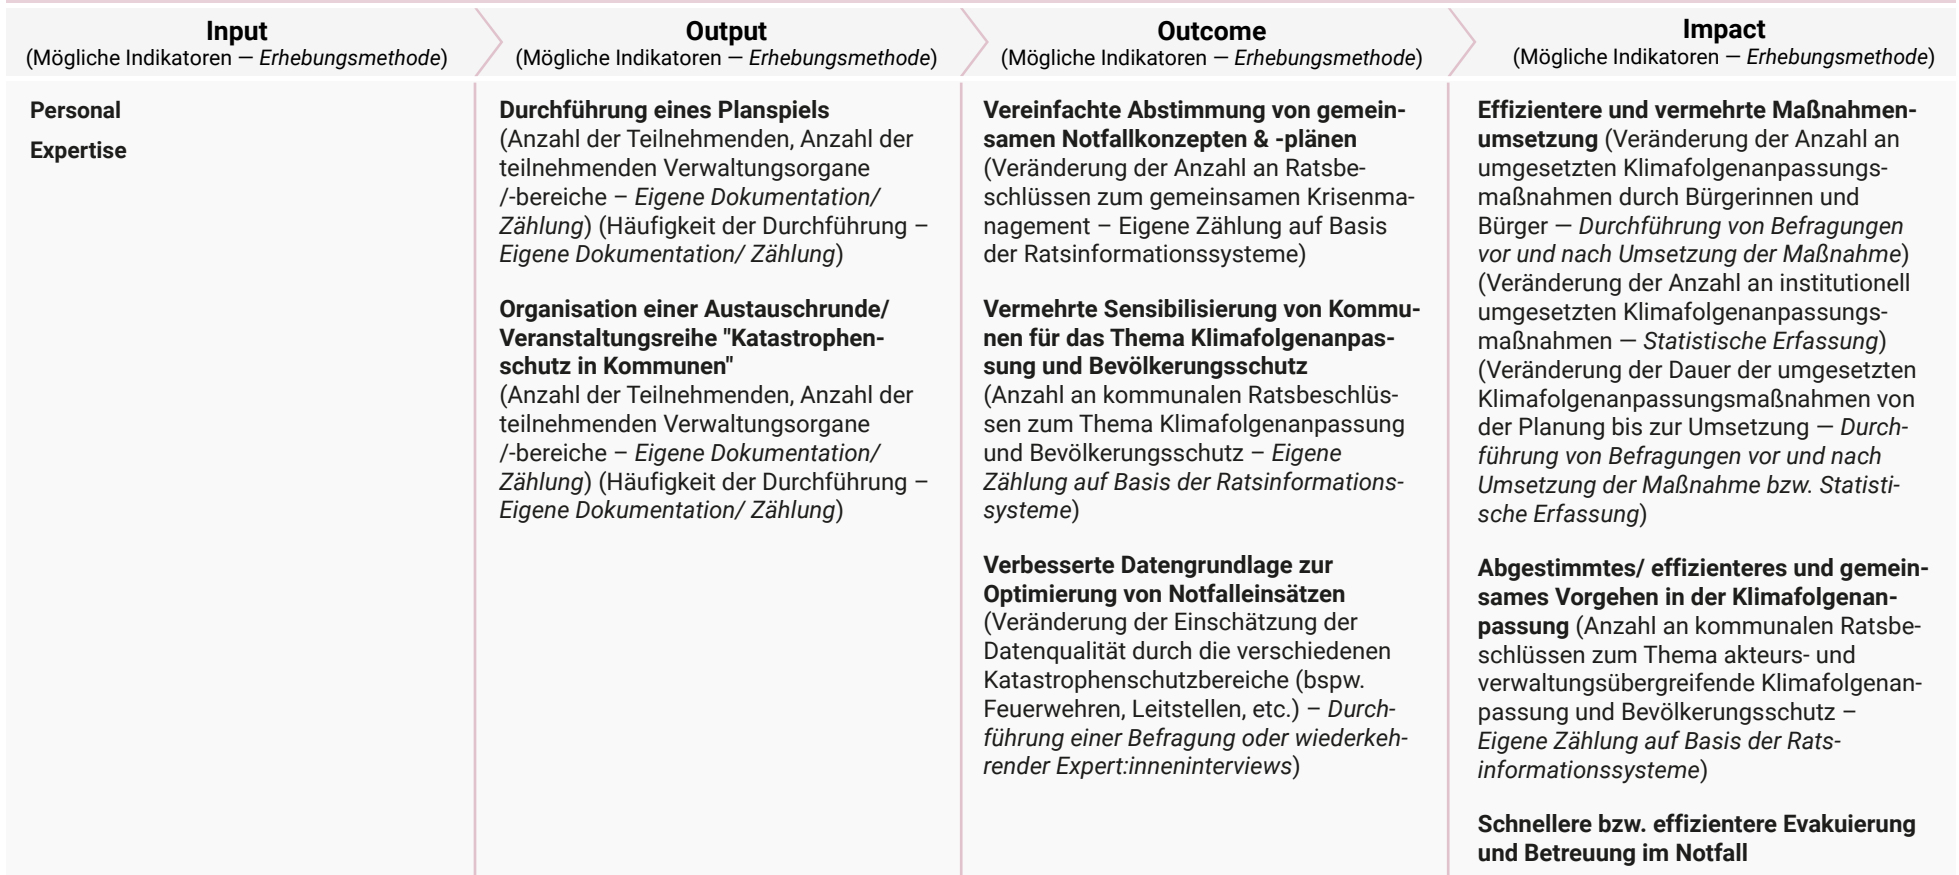 Input
(Mögliche Indikatoren — Erhebungsmethode)
Output
(Mögliche Indikatoren — Erhebungsmethode)
Outcome
(Mögliche Indikatoren — Erhebungsmethode)
Impact
(Mögliche Indikatoren — Erhebungsmethode)
Personal
Expertise
Durchführung eines Planspiels
(Anzahl der Teilnehmenden, Anzahl der
teilnehmenden Verwaltungsorgane
/-bereiche – Eigene Dokumentation/
Zählung) (Häufigkeit der Durchführung –
Eigene Dokumentation/ Zählung)
Organisation einer Austauschrunde/
Veranstaltungsreihe "Katastrophen-
schutz in Kommunen"
(Anzahl der Teilnehmenden, Anzahl der
teilnehmenden Verwaltungsorgane
/-bereiche – Eigene Dokumentation/
Zählung) (Häufigkeit der Durchführung –
Eigene Dokumentation/ Zählung)
Vereinfachte Abstimmung von gemein-
samen Notfallkonzepten & -plänen
(Veränderung der Anzahl an Ratsbe-
schlüssen zum gemeinsamen Krisenma-
nagement – Eigene Zählung auf Basis
der Ratsinformationssysteme)
Vermehrte Sensibilisierung von Kommu-
nen für das Thema Klimafolgenanpas-
sung und Bevölkerungsschutz
(Anzahl an kommunalen Ratsbeschlüs-
sen zum Thema Klimafolgenanpassung
und Bevölkerungsschutz – Eigene
Zählung auf Basis der Ratsinformations-
systeme)
Verbesserte Datengrundlage zur
Optimierung von Notfalleinsätzen
(Veränderung der Einschätzung der
Datenqualität durch die verschiedenen
Katastrophenschutzbereiche (bspw.
Feuerwehren, Leitstellen, etc.) – Durch-
führung einer Befragung oder wiederkeh-
render Expert:inneninterviews)
Effizientere und vermehrte Maßnahmen-
umsetzung (Veränderung der Anzahl an
umgesetzten Klimafolgenanpassungs-
maßnahmen durch Bürgerinnen und
Bürger — Durchführung von Befragungen
vor und nach Umsetzung der Maßnahme)
(Veränderung der Anzahl an institutionell
umgesetzten Klimafolgenanpassungs-
maßnahmen — Statistische Erfassung)
(Veränderung der Dauer der umgesetzten
Klimafolgenanpassungsmaßnahmen von
der Planung bis zur Umsetzung — Durch-
führung von Befragungen vor und nach
Umsetzung der Maßnahme bzw. Statisti-
sche Erfassung)
Abgestimmtes/ effizienteres und gemein-
sames Vorgehen in der Klimafolgenan-
passung (Anzahl an kommunalen Ratsbe-
schlüssen zum Thema akteurs- und
verwaltungsübergreifende Klimafolgenan-
passung und Bevölkerungsschutz –
Eigene Zählung auf Basis der Rats-
informationssysteme)
Schnellere bzw. effizientere Evakuierung
und Betreuung im Notfall